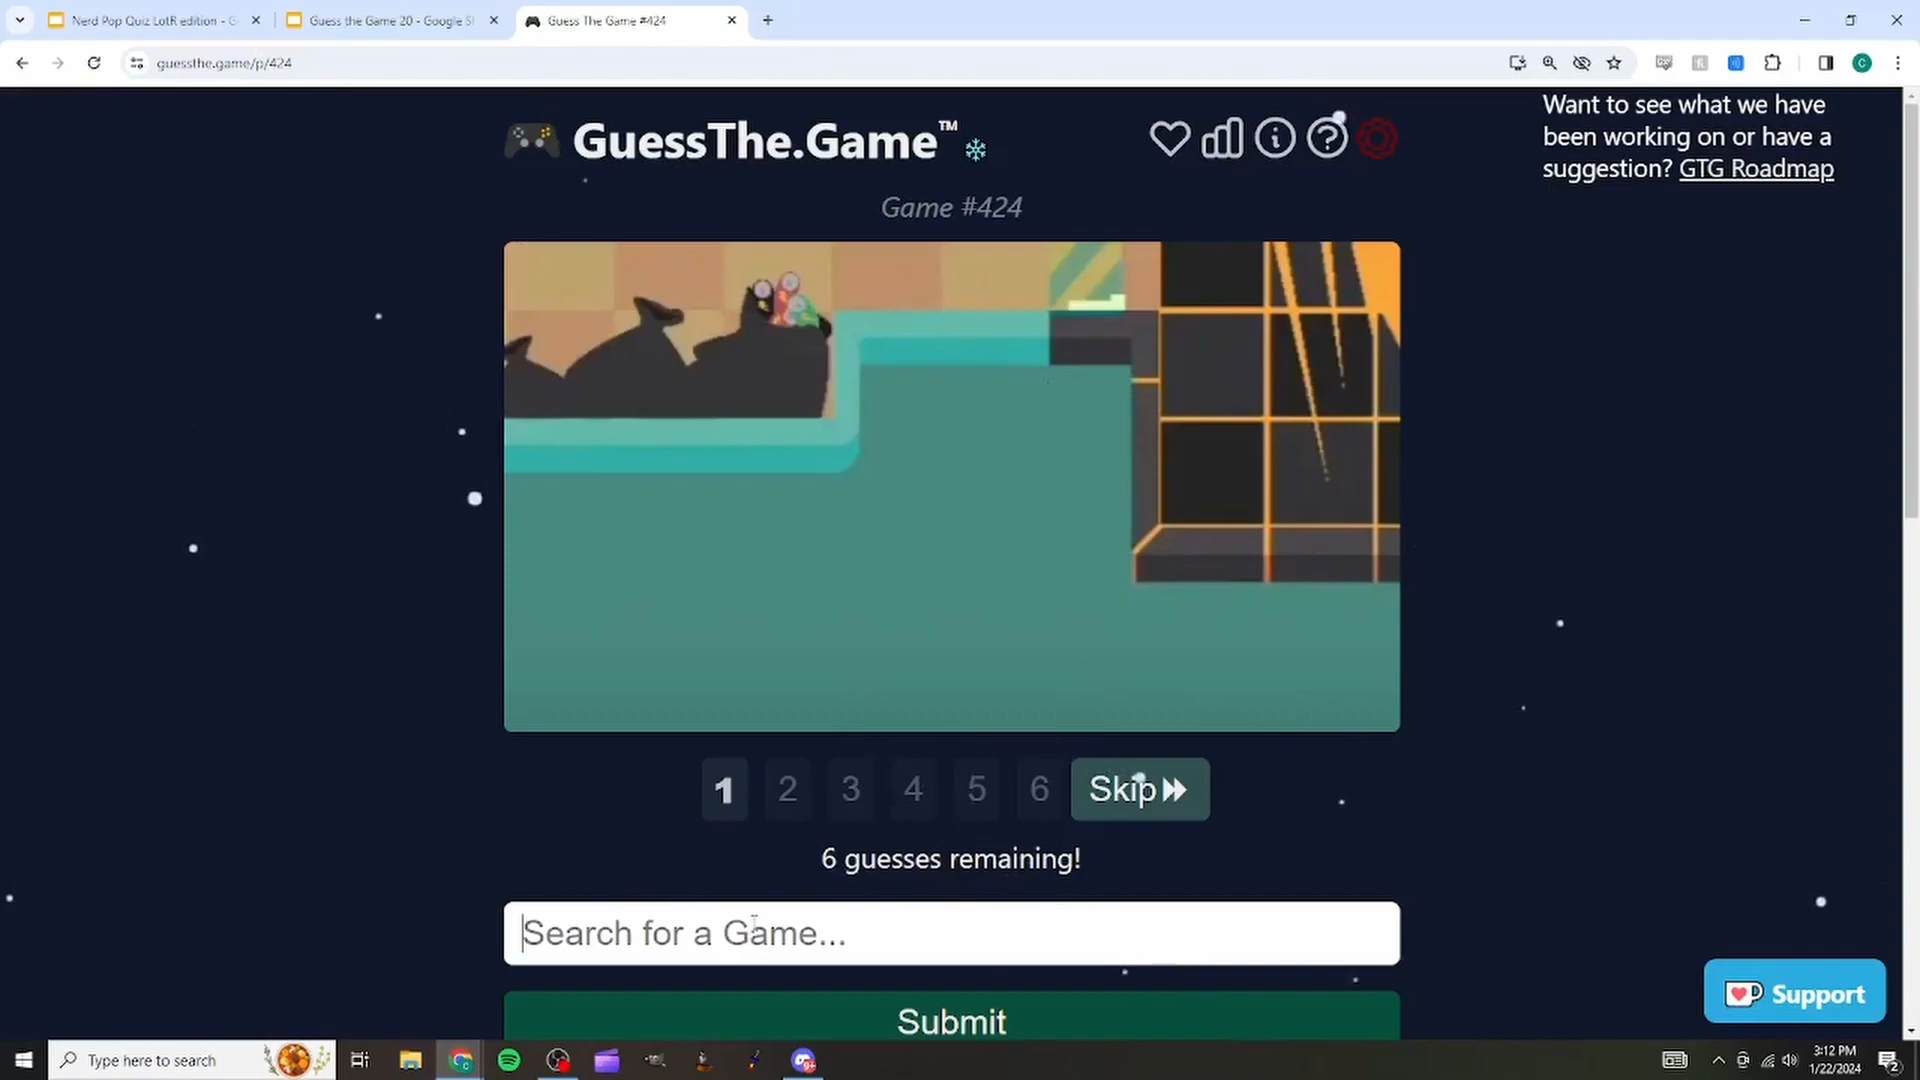 Nerd Pop Quiz LotR edition - G
Guess the Game 20 - Google Sl
Guess The Game #424
guessthe.game/p/424
Want to see what we have
been working on or have a
suggestion? GTG Roadmap
GuessThe.Game™
Game #424
1 2 3 4 5 6 Skip
6 guesses remaining!
Search for a Game...
Submit
Support
Type here to search
3:12 PM
1/22/2024